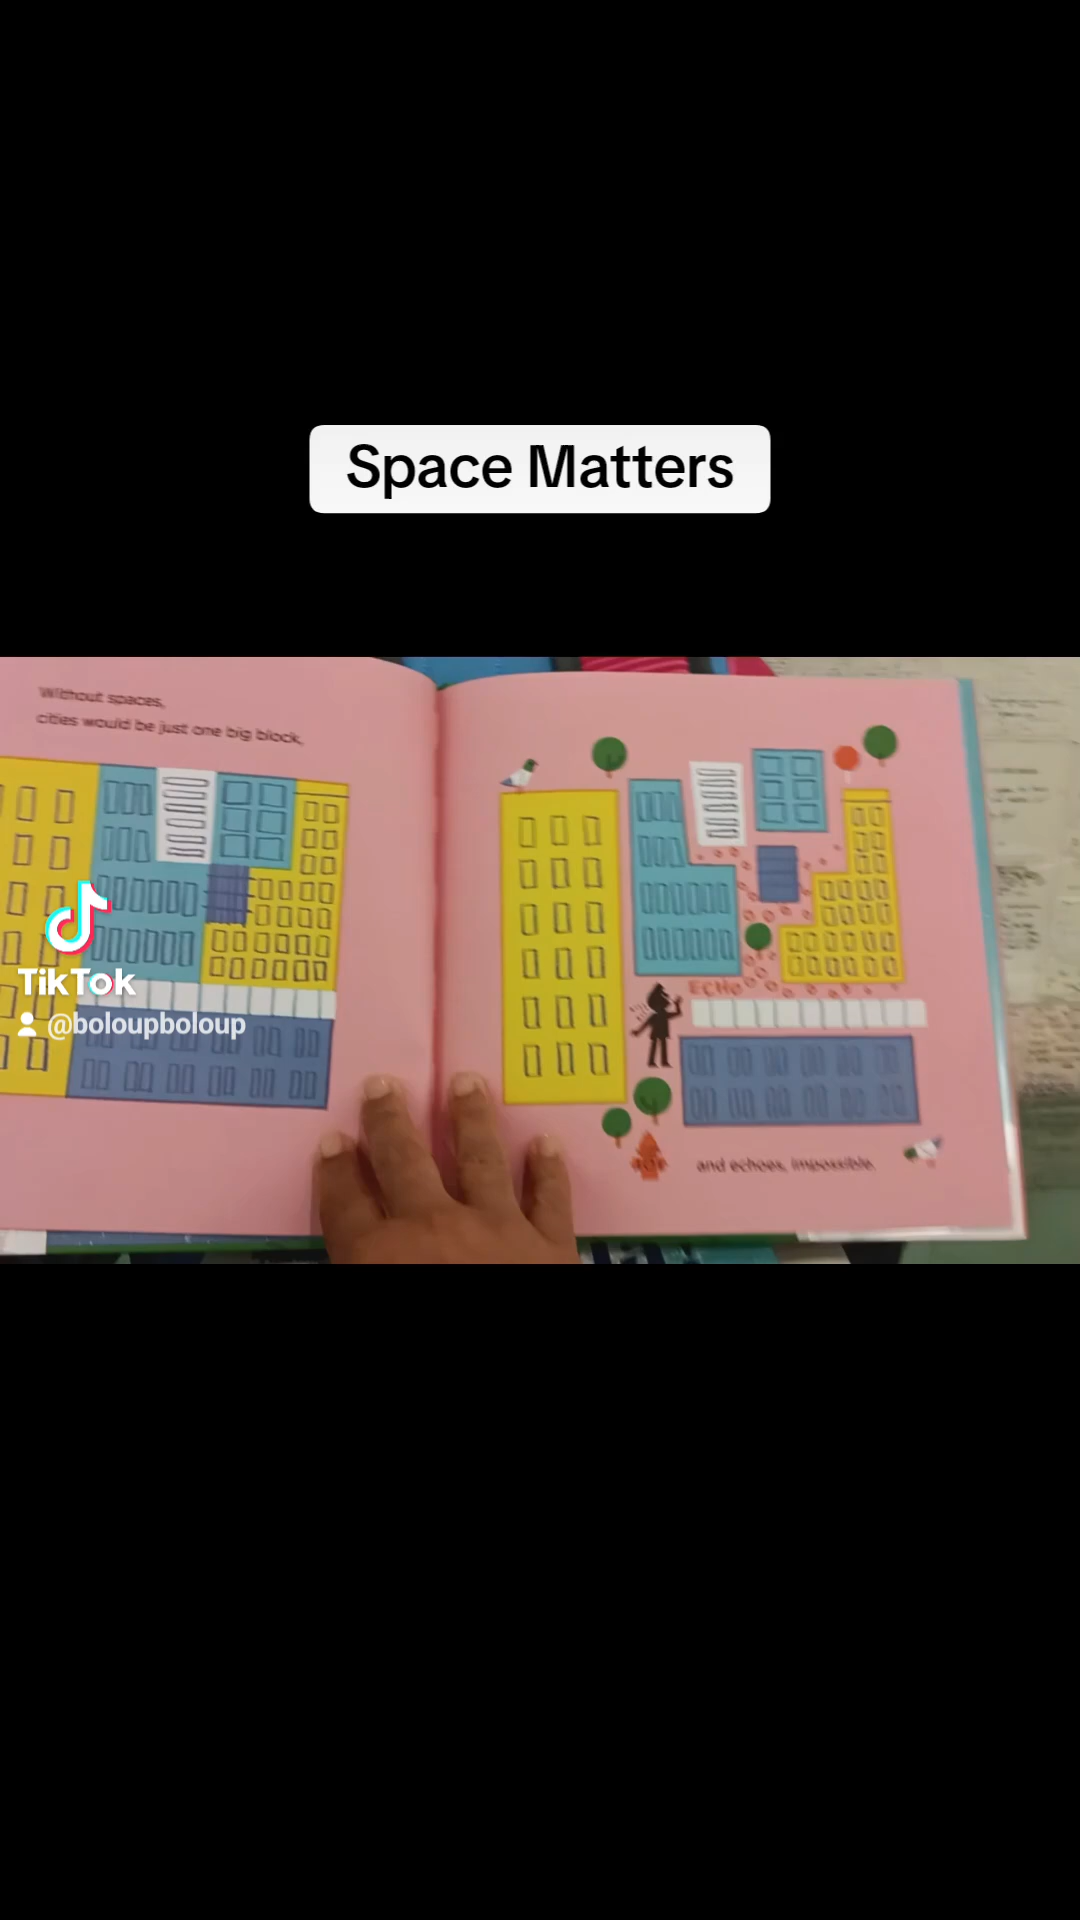 Space Matters
Without spaces,
cities would be just one big block,
ECHO
and echoes, impossible.
TikTok
@boloupboloup